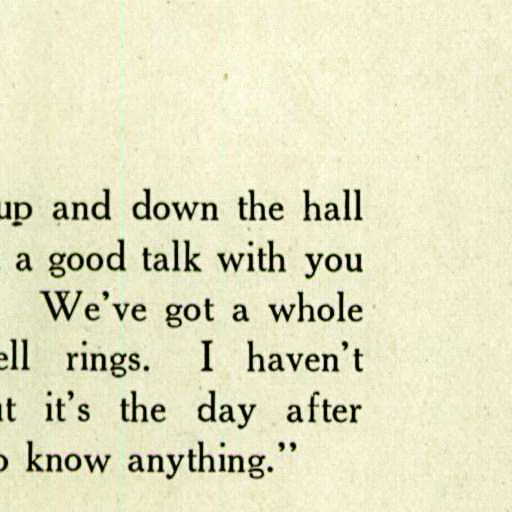 up and down the hall
a good talk with you
We've got a whole
ell rings. I haven't
it's the day after
know anything."